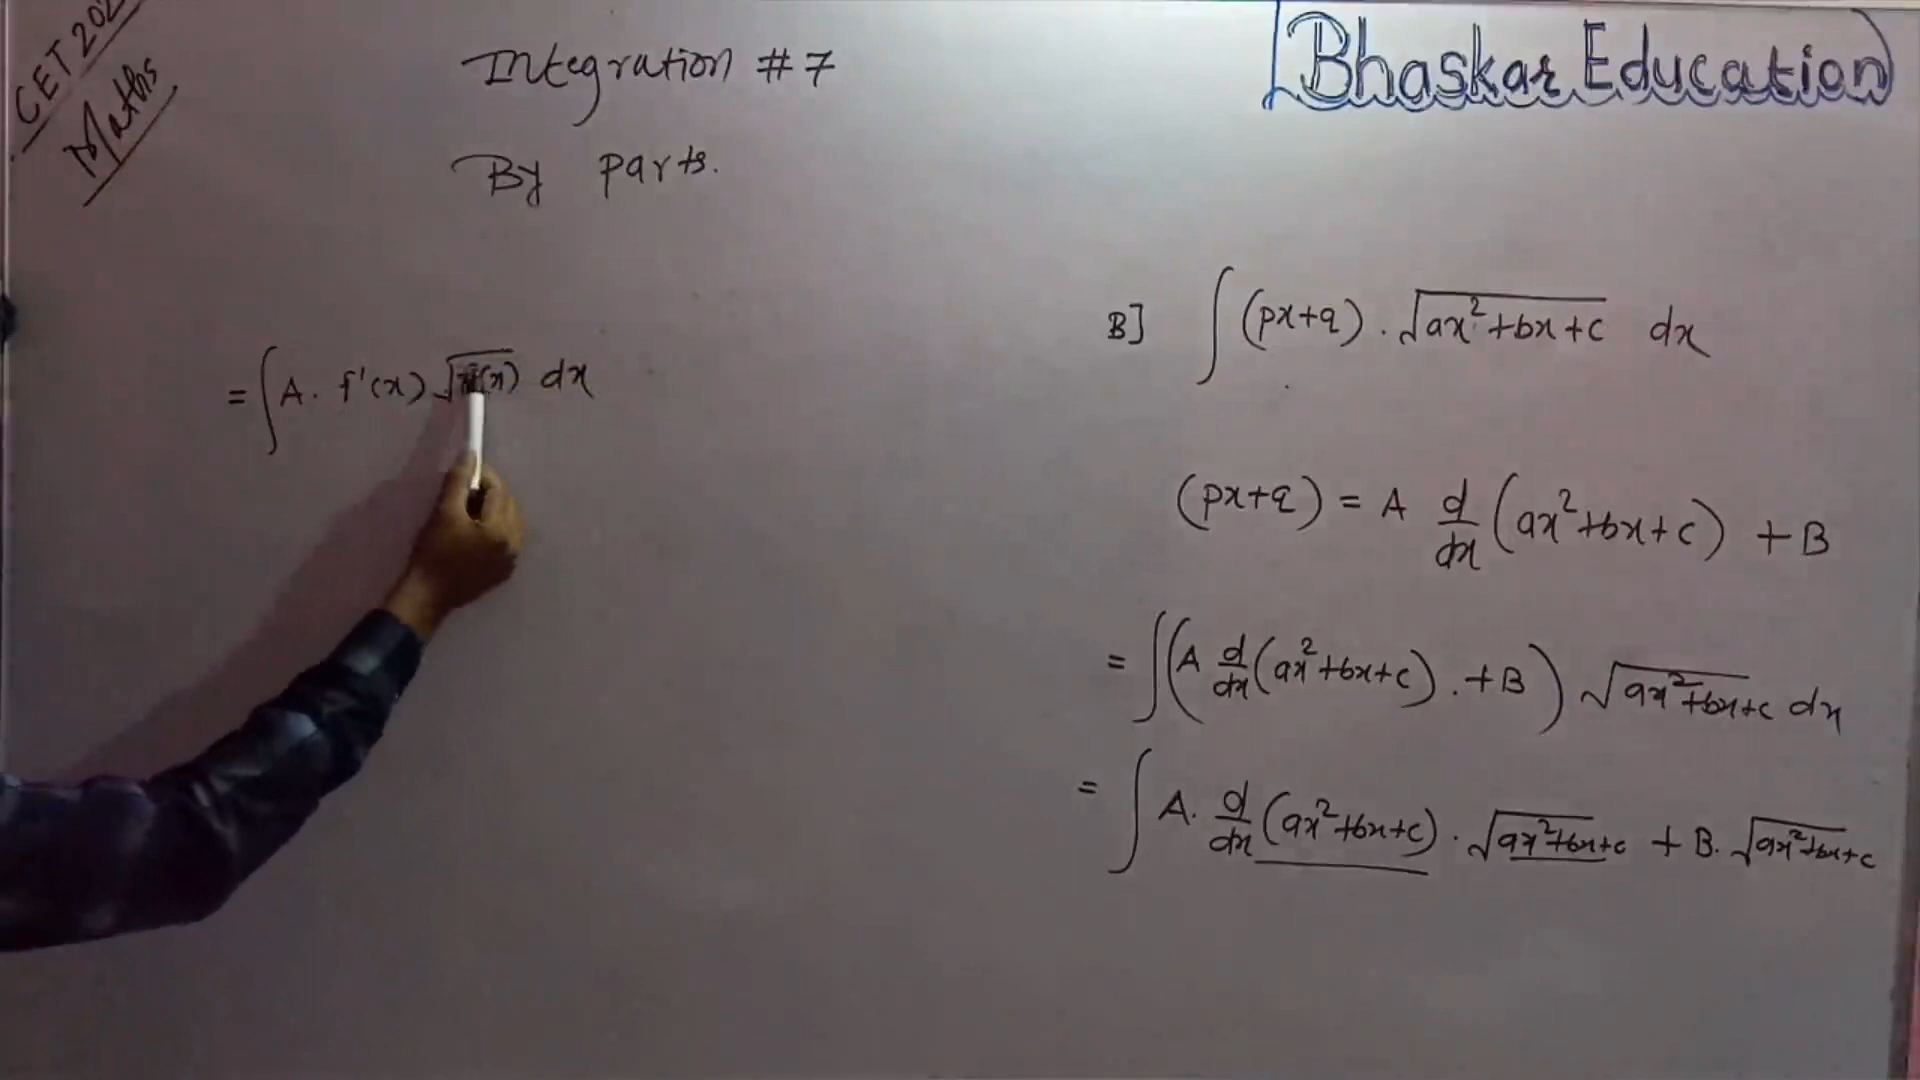 CET 202
Maths
Integration #7
By parts.
Bhaskar Education
= ∫ A. f'(x) √f(x) dx
B] ∫ (px+q) . √ax²+bx+c dx
(px+q) = A d/dx (ax²+bx+c) + B
= ∫ (A d/dx (ax²+bx+c) . + B) √ax²+bx+c dx
= ∫ A. d/dx (ax²+bx+c) . √ax²+bx+c + B. √ax²+bx+c